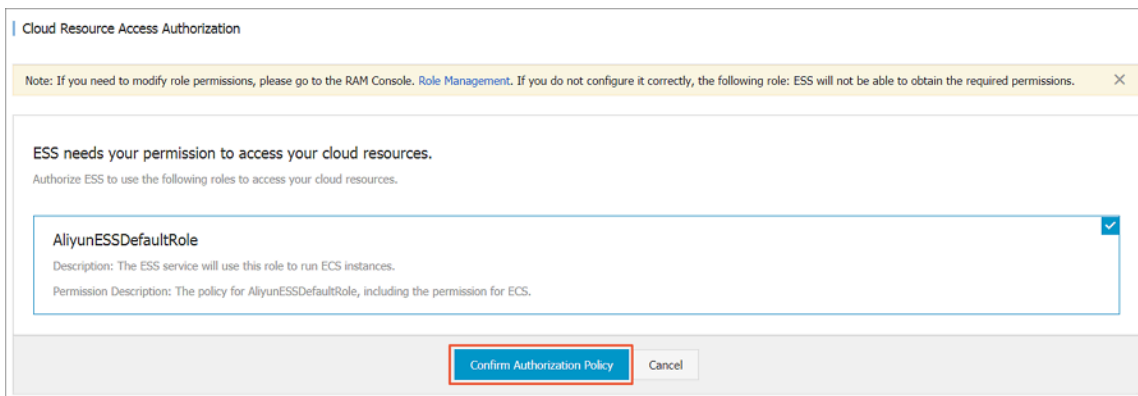 Cloud Resource Access Authorization
Note: If you need to modify role permissions, please go to the RAM Console. Role Management. If you do not configure it correctly, the following role: ESS will not be able to obtain the required permissions.
ESS needs your permission to access your cloud resources.
Authorize ESS to use the following roles to access your cloud resources.
AliyunESSDefaultRole
Description: The ESS service will use this role to run ECS instances.
Permission Description: The policy for AliyunESSDefaultRole, including the permission for ECS.
Confirm Authorization Policy Cancel